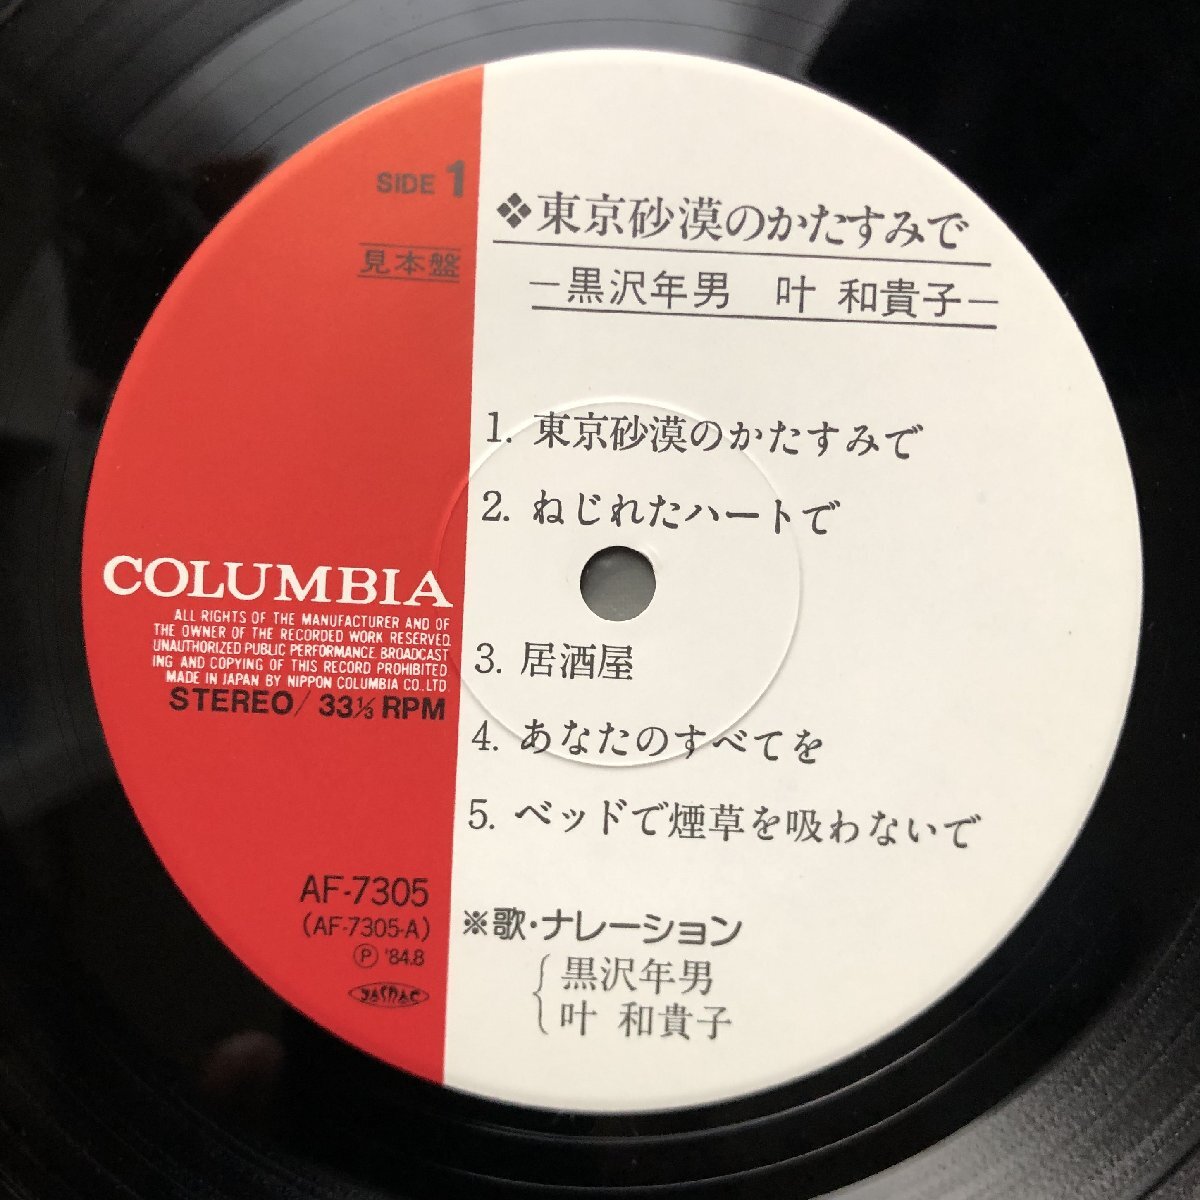 SIDE 1
見本盤
❖東京砂漠のかたすみで
−黒沢年男　叶 和貴子−
1. 東京砂漠のかたすみで
2. ねじれたハートで
3. 居酒屋
4. あなたのすべてを
5. ベッドで煙草を吸わないで
COLUMBIA
ALL RIGHTS OF THE MANUFACTURER AND OF
THE OWNER OF THE RECORDED WORK RESERVED.
UNAUTHORIZED PUBLIC PERFORMANCE BROADCAST
ING AND COPYING OF THIS RECORD PROHIBITED
MADE IN JAPAN BY NIPPON COLUMBIA CO.,LTD.
STEREO/ 33⅓ RPM
AF-7305
(AF-7305-A)
Ⓟ '84.8
JASRAC
※歌・ナレーション
黒沢年男
叶 和貴子